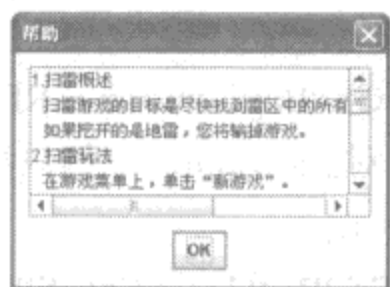 帮助
1.扫雷概述
扫雷游戏的目标是尽快找到雷区中的所有
如果挖开的是地雷，您将输掉游戏。
2.扫雷玩法
在游戏菜单上，单击“新游戏”。
OK